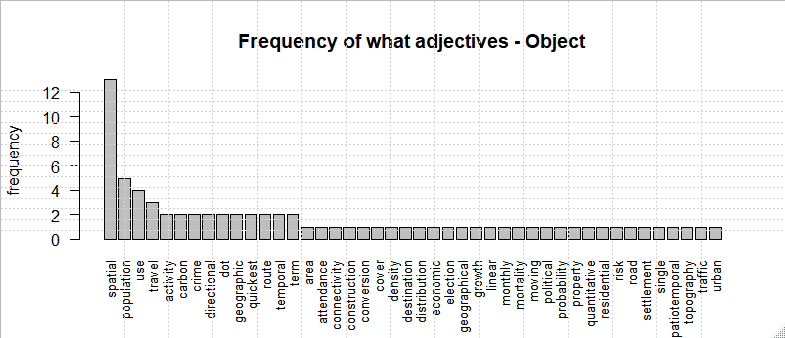 Frequency of what adjectives - Object
frequency
12
10
8
6
4
2
0
spatial
population
use
travel
activity
carbon
crime
directional
dot
geographic
quickest
route
temporal
term
area
attendance
connectivity
construction
conversion
cover
density
destination
distribution
economic
election
geographical
growth
linear
monthly
mortality
moving
political
probability
property
quantitative
residential
risk
road
settlement
single
patiotemporal
topography
traffic
urban